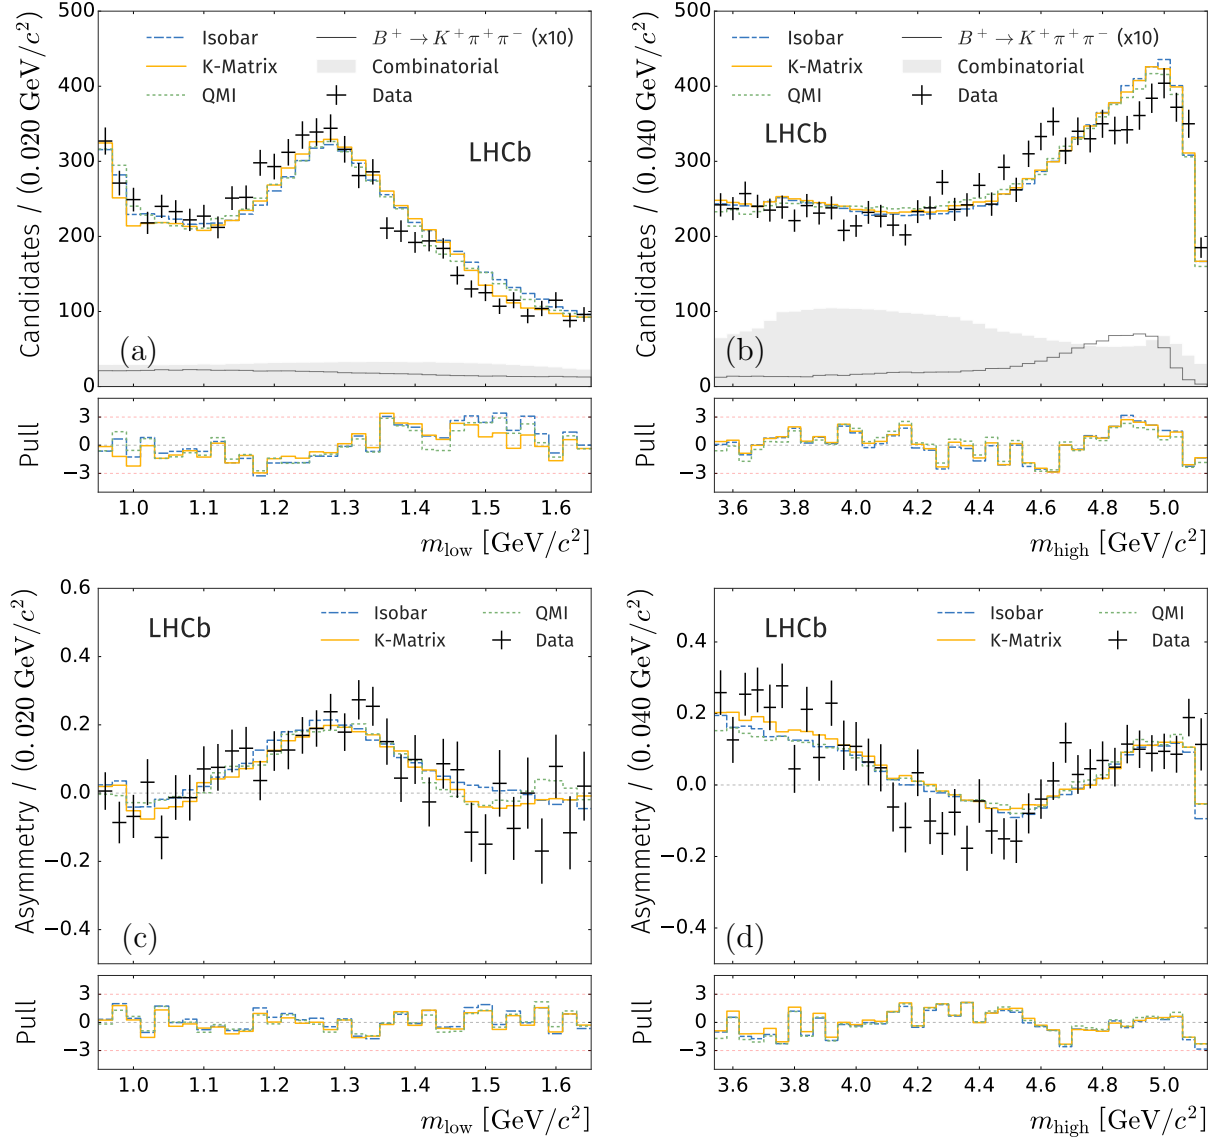 Candidates / (0.020 GeV/c²)
500
400
300
200
100
0
Isobar
K-Matrix
QMI
B⁺ → K⁺π⁺π⁻ (x10)
Combinatorial
Data
LHCb
(a)
Pull
3
0
−3
1.0 1.1 1.2 1.3 1.4 1.5 1.6
m_low [GeV/c²]
Candidates / (0.040 GeV/c²)
500
400
300
200
100
0
Isobar
K-Matrix
QMI
B⁺ → K⁺π⁺π⁻ (x10)
Combinatorial
Data
LHCb
(b)
Pull
3
0
−3
3.6 3.8 4.0 4.2 4.4 4.6 4.8 5.0
m_high [GeV/c²]
Asymmetry / (0.020 GeV/c²)
0.6
0.4
0.2
0.0
−0.2
−0.4
LHCb
Isobar
K-Matrix
QMI
Data
(c)
Pull
3
0
−3
1.0 1.1 1.2 1.3 1.4 1.5 1.6
m_low [GeV/c²]
Asymmetry / (0.040 GeV/c²)
0.4
0.2
0.0
−0.2
−0.4
LHCb
Isobar
K-Matrix
QMI
Data
(d)
Pull
3
0
−3
3.6 3.8 4.0 4.2 4.4 4.6 4.8 5.0
m_high [GeV/c²]